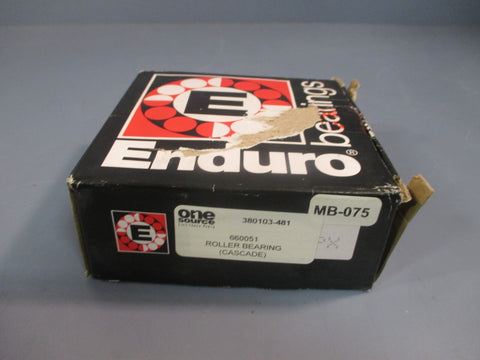 E
Enduro®
bearings
E
one
source
380103-481
660051
ROLLER BEARING
(CASCADE)
MB-075